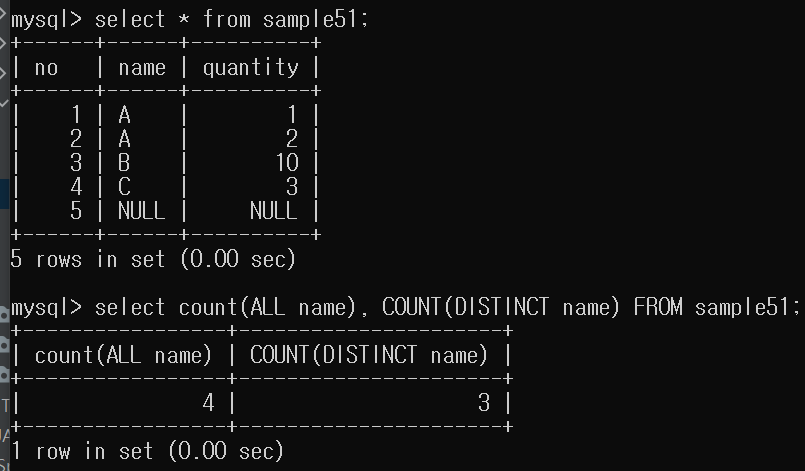 mysql> select * from sample51;
+------+------+----------+
| no   | name | quantity |
+------+------+----------+
|    1 | A    |        1 |
|    2 | A    |        2 |
|    3 | B    |       10 |
|    4 | C    |        3 |
|    5 | NULL |     NULL |
+------+------+----------+
5 rows in set (0.00 sec)
mysql> select count(ALL name), COUNT(DISTINCT name) FROM sample51;
+-----------------+----------------------+
| count(ALL name) | COUNT(DISTINCT name) |
+-----------------+----------------------+
|               4 |                    3 |
+-----------------+----------------------+
1 row in set (0.00 sec)